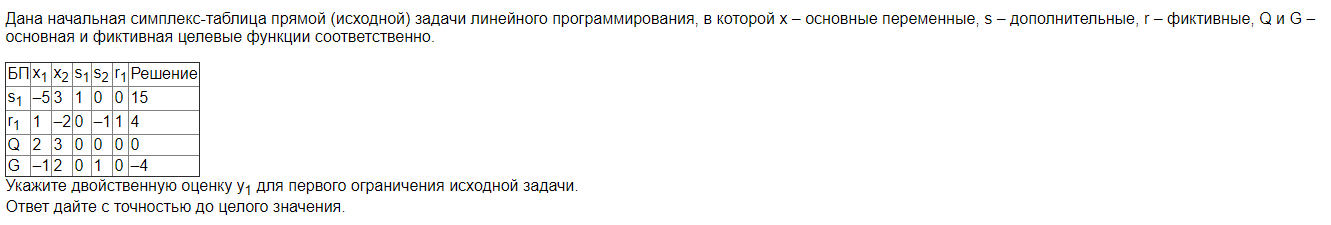 Дана начальная симплекс-таблица прямой (исходной) задачи линейного программирования, в которой x – основные переменные, s – дополнительные, r – фиктивные, Q и G –
основная и фиктивная целевые функции соответственно.
БП x₁ x₂ s₁ s₂ r₁ Решение
s₁ –5 3 1 0 0 15
r₁ 1 –2 0 –1 1 4
Q 2 3 0 0 0 0
G –1 2 0 1 0 –4
Укажите двойственную оценку y₁ для первого ограничения исходной задачи.
Ответ дайте с точностью до целого значения.